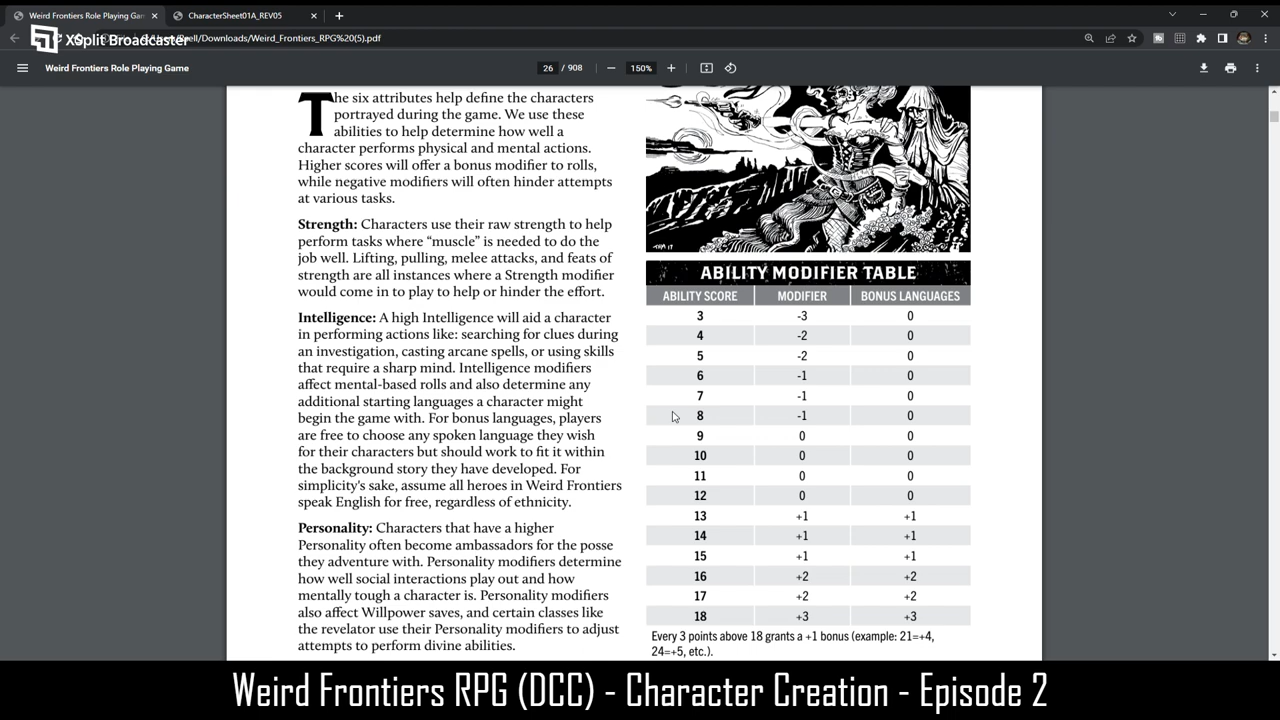 Weird Frontiers Role Playing Gam
CharacterSheet01A_REV05
XSplit Broadcaster
/Downloads/Weird_Frontiers_RPG%20(5).pdf
Weird Frontiers Role Playing Game
26 / 908
150%
The six attributes help define the characters
portrayed during the game. We use these
abilities to help determine how well a
character performs physical and mental actions.
Higher scores will offer a bonus modifier to rolls,
while negative modifiers will often hinder attempts
at various tasks.
Strength: Characters use their raw strength to help
perform tasks where “muscle” is needed to do the
job well. Lifting, pulling, melee attacks, and feats of
strength are all instances where a Strength modifier
would come in to play to help or hinder the effort.
Intelligence: A high Intelligence will aid a character
in performing actions like: searching for clues during
an investigation, casting arcane spells, or using skills
that require a sharp mind. Intelligence modifiers
affect mental-based rolls and also determine any
additional starting languages a character might
begin the game with. For bonus languages, players
are free to choose any spoken language they wish
for their characters but should work to fit it within
the background story they have developed. For
simplicity's sake, assume all heroes in Weird Frontiers
speak English for free, regardless of ethnicity.
Personality: Characters that have a higher
Personality often become ambassadors for the posse
they adventure with. Personality modifiers determine
how well social interactions play out and how
mentally tough a character is. Personality modifiers
also affect Willpower saves, and certain classes like
the revelator use their Personality modifiers to adjust
attempts to perform divine abilities.
ABILITY MODIFIER TABLE
ABILITY SCORE MODIFIER BONUS LANGUAGES
3 -3 0
4 -2 0
5 -2 0
6 -1 0
7 -1 0
8 -1 0
9 0 0
10 0 0
11 0 0
12 0 0
13 +1 +1
14 +1 +1
15 +1 +1
16 +2 +2
17 +2 +2
18 +3 +3
Every 3 points above 18 grants a +1 bonus (example: 21=+4,
24=+5, etc.).
Weird Frontiers RPG (DCC) - Character Creation - Episode 2